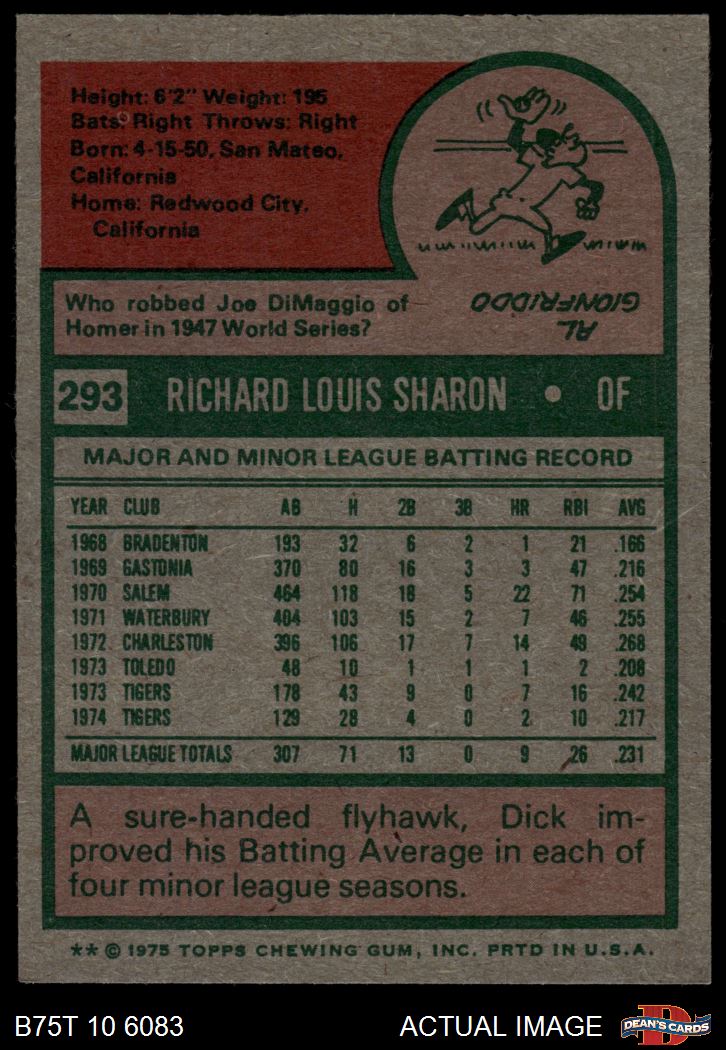 Height: 6'2" Weight: 195
Bats: Right Throws: Right
Born: 4-15-50, San Mateo,
California
Home: Redwood City,
California
Who robbed Joe DiMaggio of
Homer in 1947 World Series?
AL
GIONFRIDDO
293 RICHARD LOUIS SHARON • OF
MAJOR AND MINOR LEAGUE BATTING RECORD
YEAR CLUB AB H 2B 3B HR RBI AVG
1968 BRADENTON 193 32 6 2 1 21 .166
1969 GASTONIA 370 80 16 3 3 47 .216
1970 SALEM 464 118 18 5 22 71 .254
1971 WATERBURY 404 103 15 2 7 46 .255
1972 CHARLESTON 396 106 17 7 14 49 .268
1973 TOLEDO 48 10 1 1 1 2 .208
1973 TIGERS 178 43 9 0 7 16 .242
1974 TIGERS 129 28 4 0 2 10 .217
MAJOR LEAGUE TOTALS 307 71 13 0 9 26 .231
A sure-handed flyhawk, Dick im-
proved his Batting Average in each of
four minor league seasons.
** © 1975 TOPPS CHEWING GUM, INC. PRTD IN U.S.A.
B75T 10 6083 ACTUAL IMAGE
DEAN'S CARDS